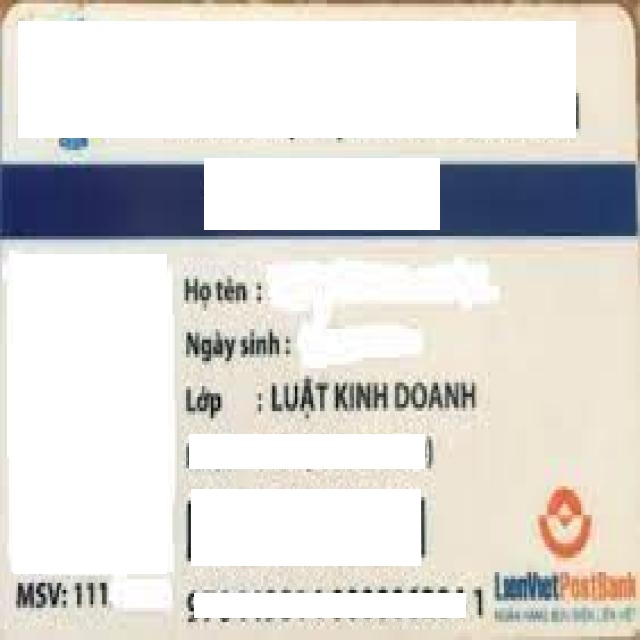 Họ tên :
Ngày sinh :
Lớp : LUẬT KINH DOANH
MSV: 111
1
LienVietPostBank
NGÂN HÀNG BƯU ĐIỆN LIÊN VIỆT